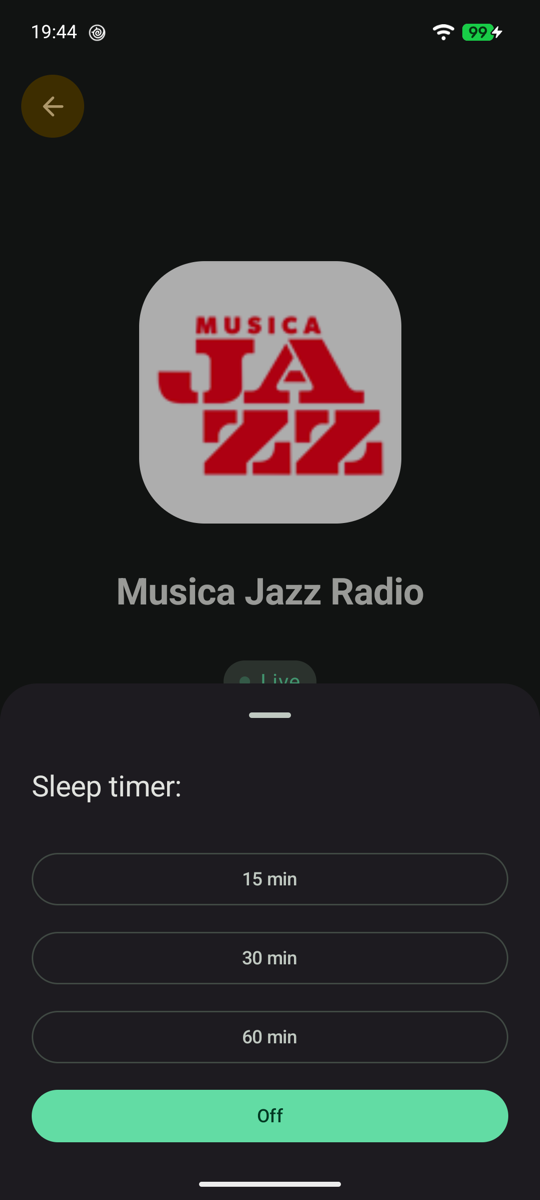 19:44
99
MUSICA
JAZZ
Musica Jazz Radio
Live
Sleep timer:
15 min
30 min
60 min
Off